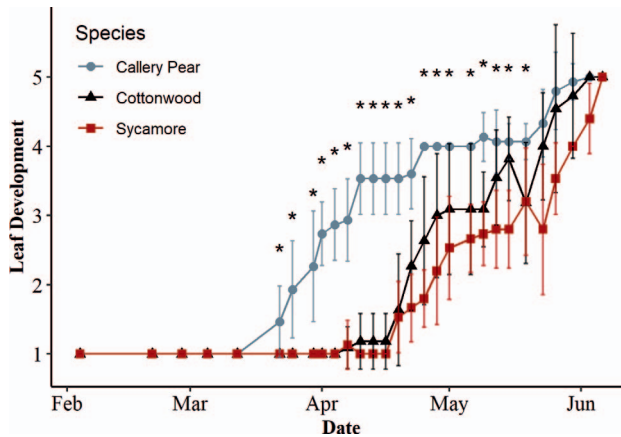 Species
Callery Pear
Cottonwood
Sycamore
* * * * * * * * * * * * * * * * * * * *
Leaf Development
5
4
3
2
1
Feb Mar Apr May Jun
Date